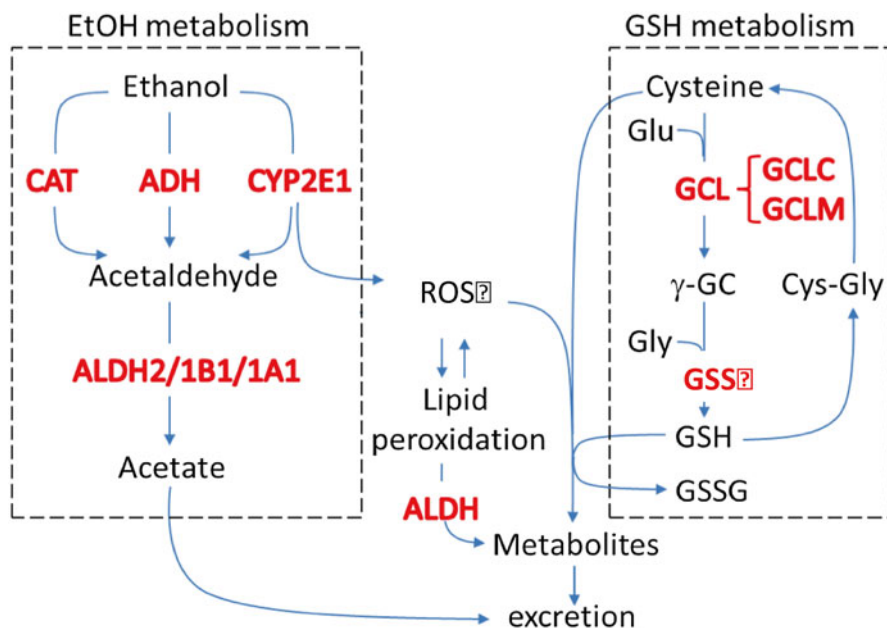 EtOH metabolism
Ethanol
CAT
ADH
CYP2E1
Acetaldehyde
ALDH2/1B1/1A1
Acetate
ROS⍰
Lipid
peroxidation
ALDH
Metabolites
excretion
GSH metabolism
Cysteine
Glu
GCL
GCLC
GCLM
γ-GC
Cys-Gly
Gly
GSS⍰
GSH
GSSG